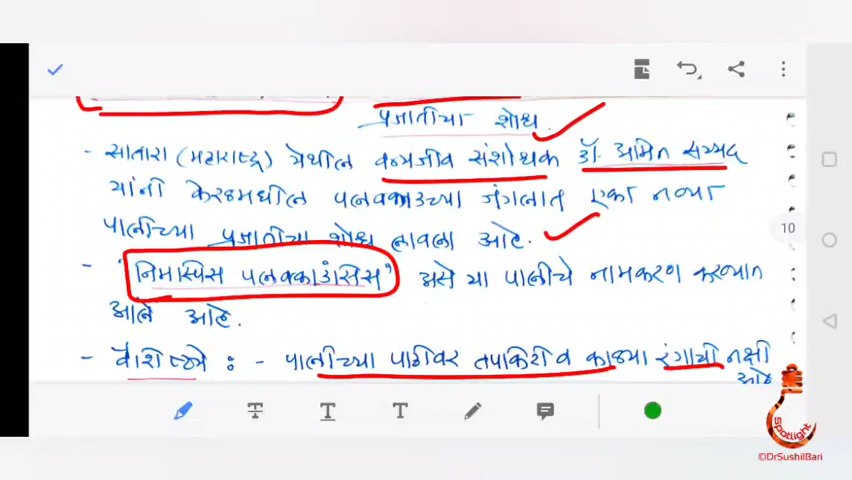 प्रजातीचा शोध.
- सातारा (महाराष्ट्र) येथील वन्यजीव संशोधक डॉ. अमित सय्यद
यांनी केरळमधील पलक्काडच्या जंगलात एका नव्या
पालीच्या प्रजातीचा शोध लावला आहे.
- 'निमास्पिस पलक्काडेंसिस' असे या पालीचे नामकरण करण्यात
आले आहे.
- वैशिष्ट्ये : - पालीच्या पाठीवर तपकिरी व काळ्या रंगाची नक्षी
आहे
10
T T T
Spotlight
©DrSushilBari